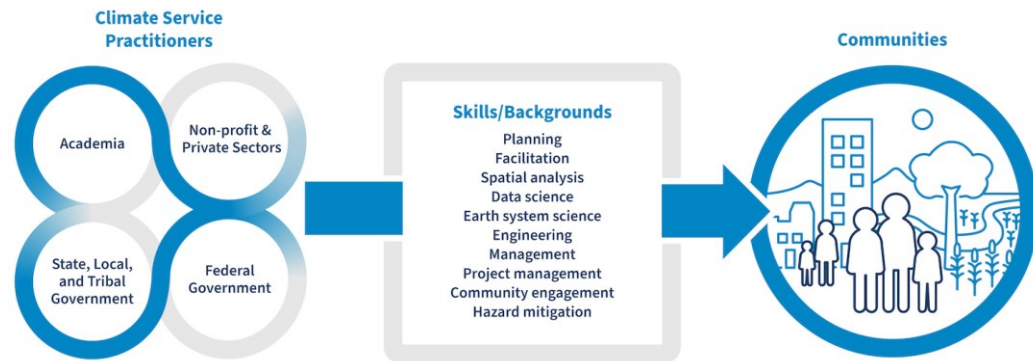 Climate Service
Practitioners
Academia
Non-profit &
Private Sectors
State, Local,
and Tribal
Government
Federal
Government
Skills/Backgrounds
Planning
Facilitation
Spatial analysis
Data science
Earth system science
Engineering
Management
Project management
Community engagement
Hazard mitigation
Communities